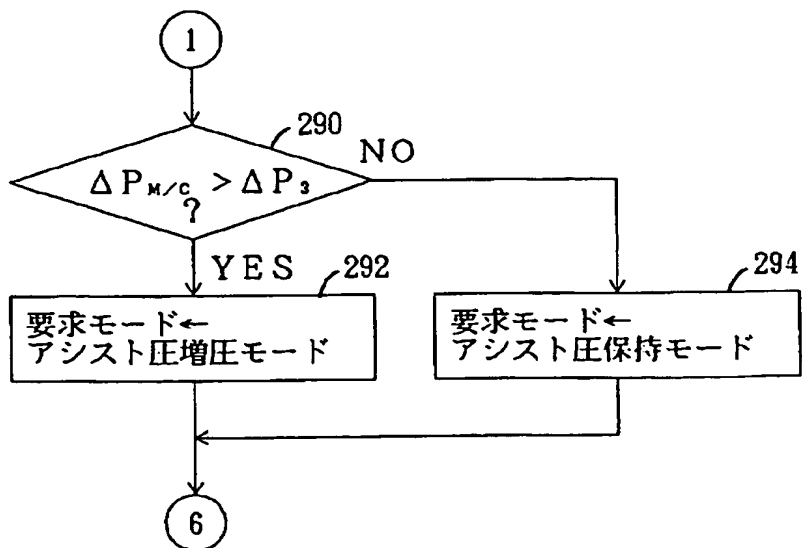 1
290
NO
ΔP_M/C > ΔP_3
?
YES
292
294
要求モード←
アシスト圧増圧モード
要求モード←
アシスト圧保持モード
6